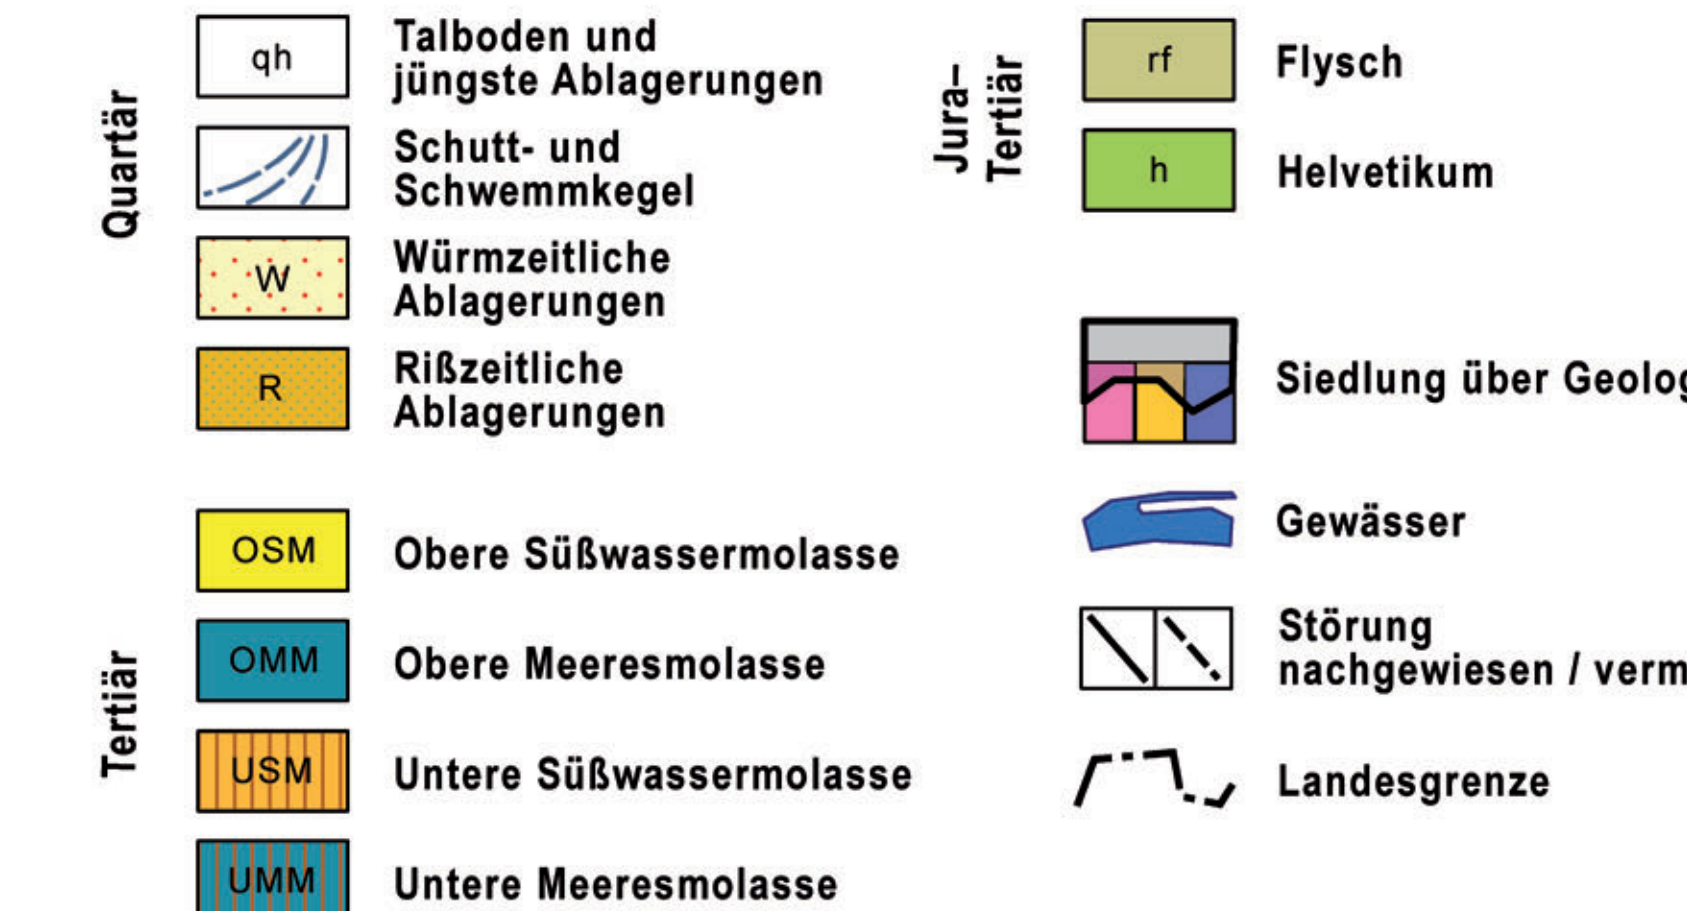 Quartär
qh
Talboden und
jüngste Ablagerungen
Schutt- und
Schwemmkegel
W
Würmzeitliche
Ablagerungen
R
Rißzeitliche
Ablagerungen
Tertiär
OSM
Obere Süßwassermolasse
OMM
Obere Meeresmolasse
USM
Untere Süßwassermolasse
UMM
Untere Meeresmolasse
Jura–
Tertiär
rf
Flysch
h
Helvetikum
Siedlung über
Gewässer
Störung
nachgewiesen /
Landesgrenze